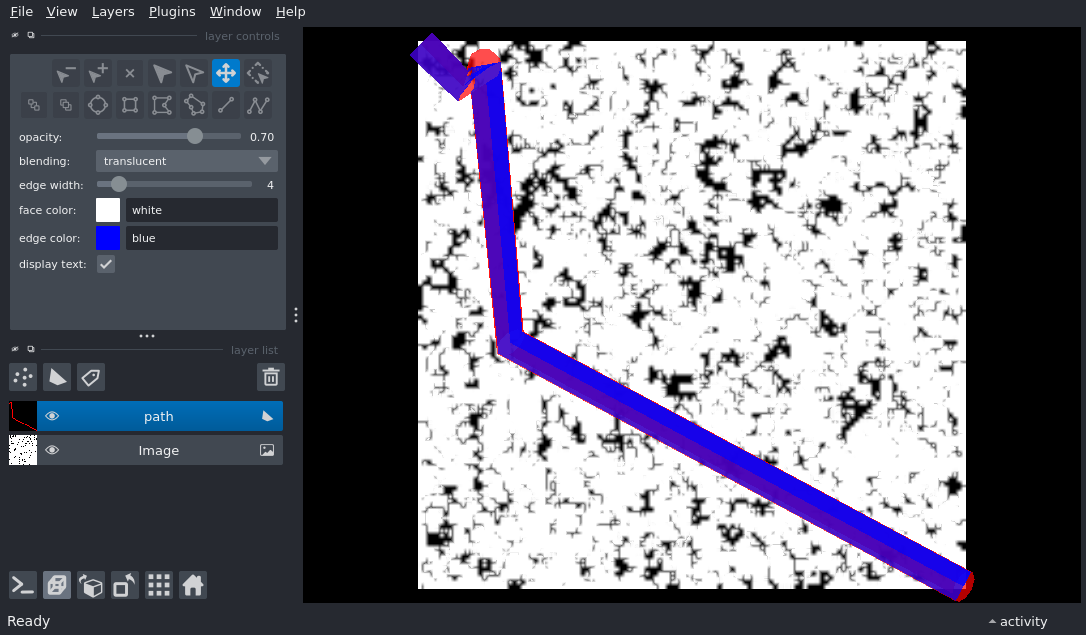 File View Layers Plugins Window Help
layer controls
opacity: 0.70
blending: translucent
edge width: 4
face color: white
edge color: blue
display text:
layer list
path
Image
Ready
activity